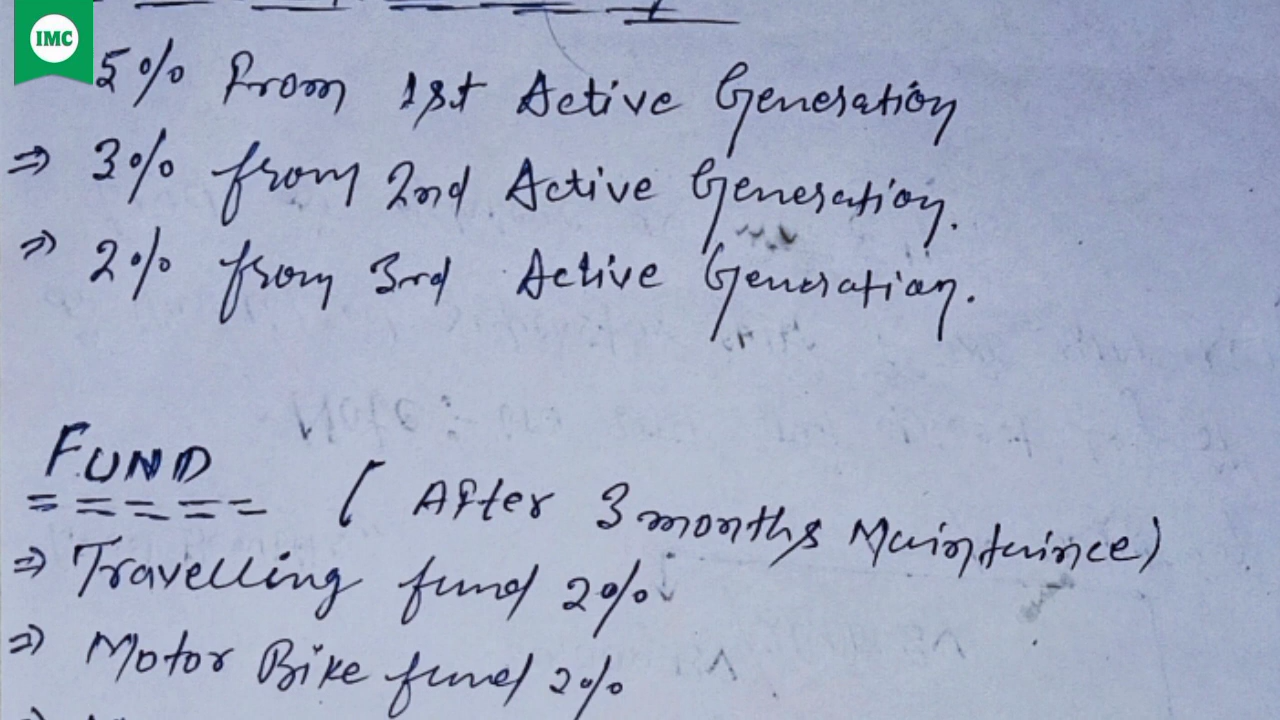 IMC
5% From 1st Active Generation
⇒ 3% from 2nd Active Generation.
⇒ 2% from 3rd Active Generation.
FUND
( After 3 months Maintaince)
⇒ Travelling fund 2%
⇒ Motor Bike fund 2%